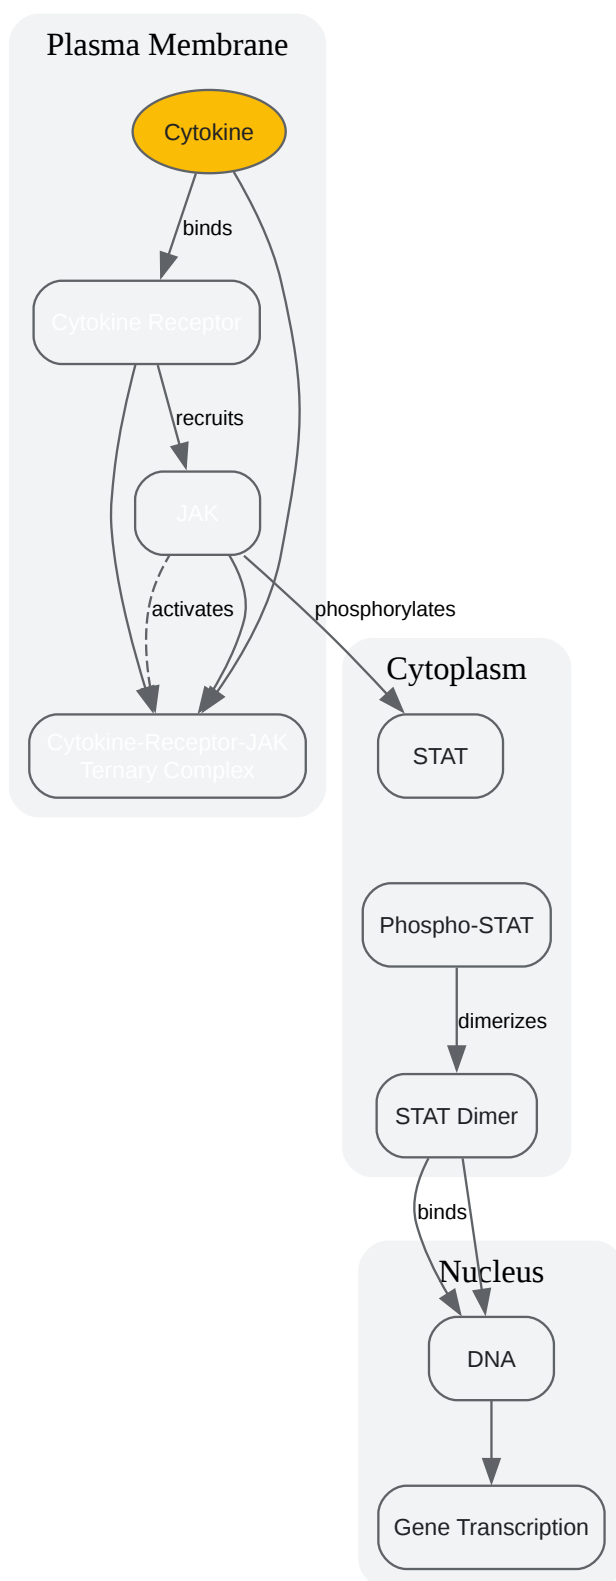 Plasma Membrane
Cytokine
binds
Cytokine Receptor
recruits
JAK
activates
phosphorylates
Cytokine-Receptor-JAK
Ternary Complex
Cytoplasm
STAT
Phospho-STAT
dimerizes
STAT Dimer
binds
Nucleus
DNA
Gene Transcription